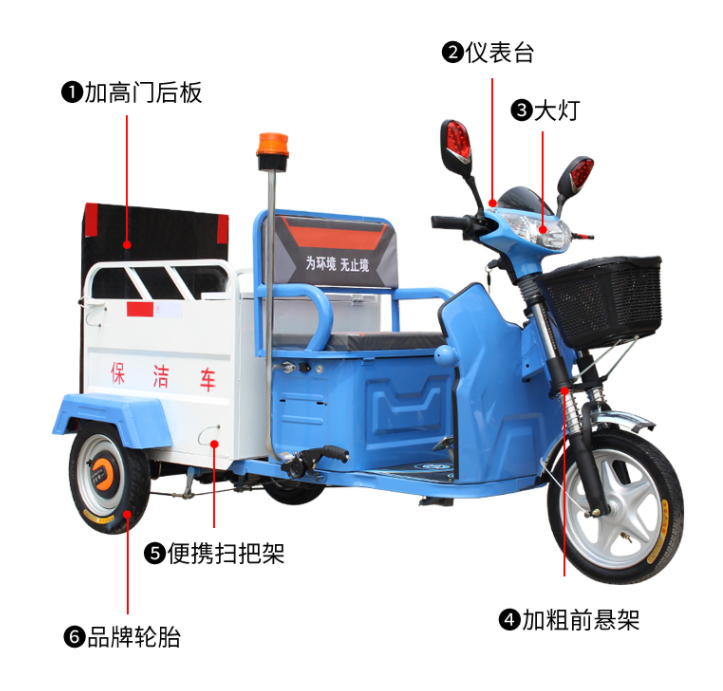 ❷仪表台
❶加高门后板
❸大灯
为环境 无止境
保洁车
❺便携扫把架
❹加粗前悬架
❻品牌轮胎